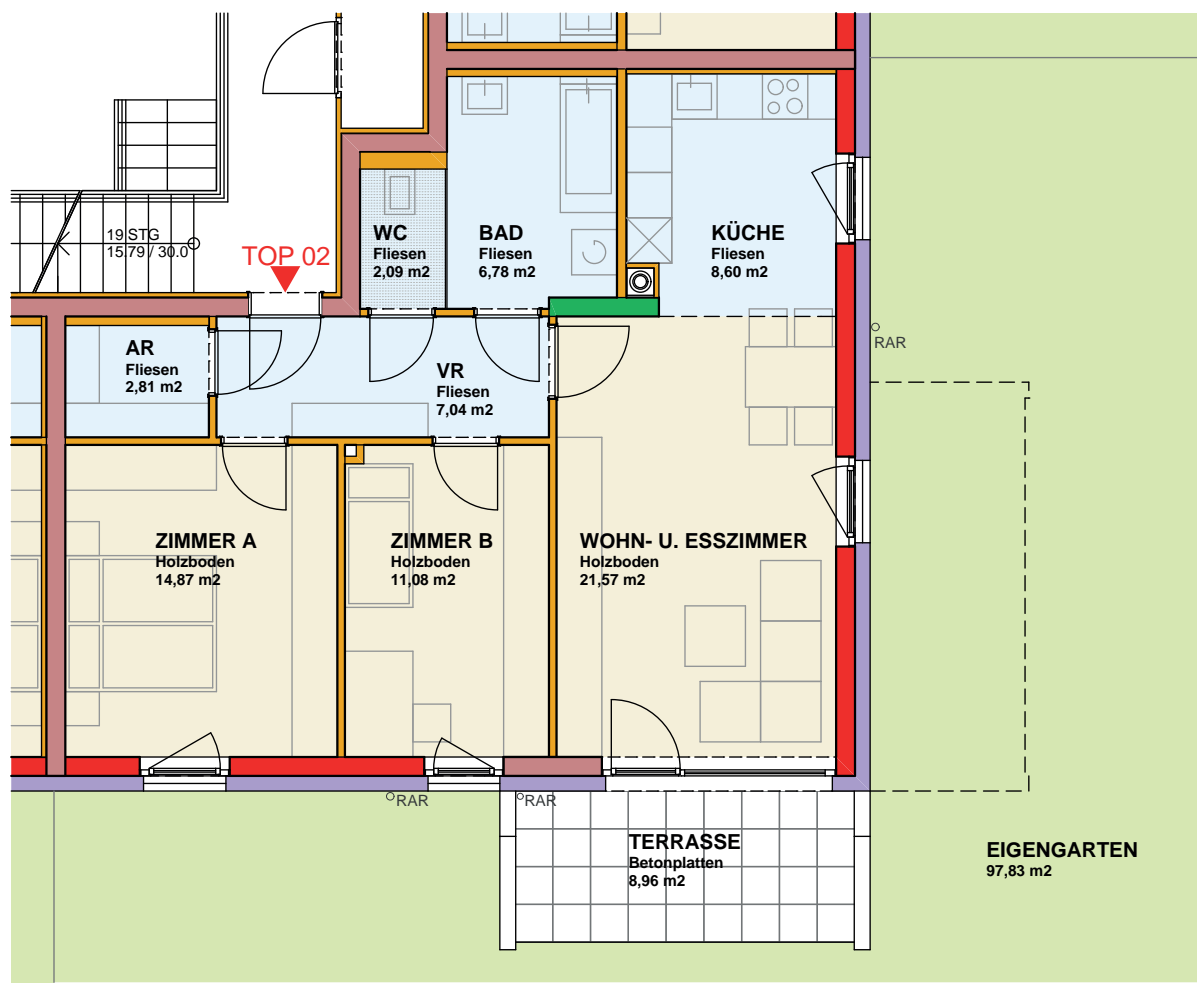 19 STG
15.79 / 30.0
TOP 02
WC
Fliesen
2,09 m2
BAD
Fliesen
6,78 m2
KÜCHE
Fliesen
8,60 m2
RAR
AR
Fliesen
2,81 m2
VR
Fliesen
7,04 m2
ZIMMER A
Holzboden
14,87 m2
ZIMMER B
Holzboden
11,08 m2
WOHN- U. ESSZIMMER
Holzboden
21,57 m2
RAR
RAR
TERRASSE
Betonplatten
8,96 m2
EIGENGARTEN
97,83 m2